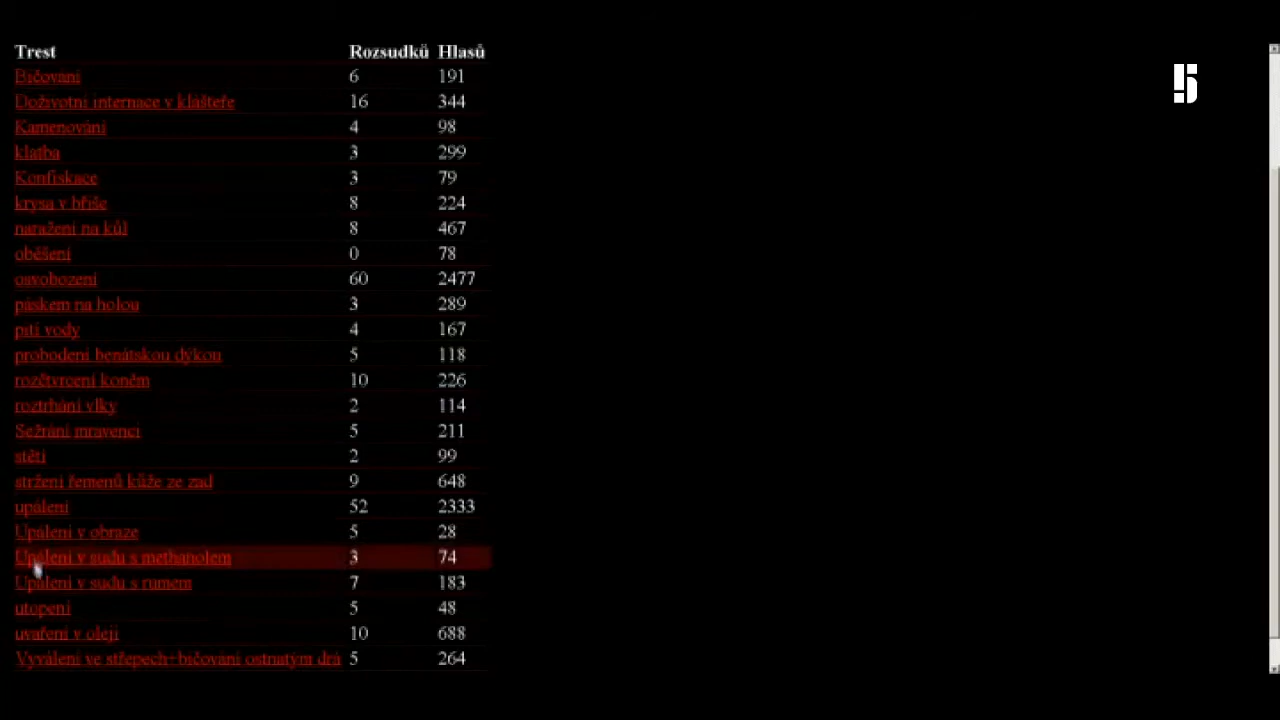 Trest Rozsudků Hlasů
Bičování 6 191
Doživotní internace v klášteře 16 344
Kamenování 4 98
klatba 3 299
Konfiskace 3 79
krysa v břiše 8 224
naražení na kůl 8 467
oběšení 0 78
osvobození 60 2477
páskem na holou 3 289
pití vody 4 167
probodení benátskou dýkou 5 118
rozčtvrcení koněm 10 226
roztrhání vlky 2 114
Sežrání mravenci 5 211
stětí 2 99
stržení řemenů kůže ze zad 9 648
upálení 52 2333
Upálení v obraze 5 28
Upálení v sudu s methanolem 3 74
Upálení v sudu s rumem 7 183
utopení 5 48
uvaření v oleji 10 688
Vyválení ve střepech+bičování ostnatým drá 5 264